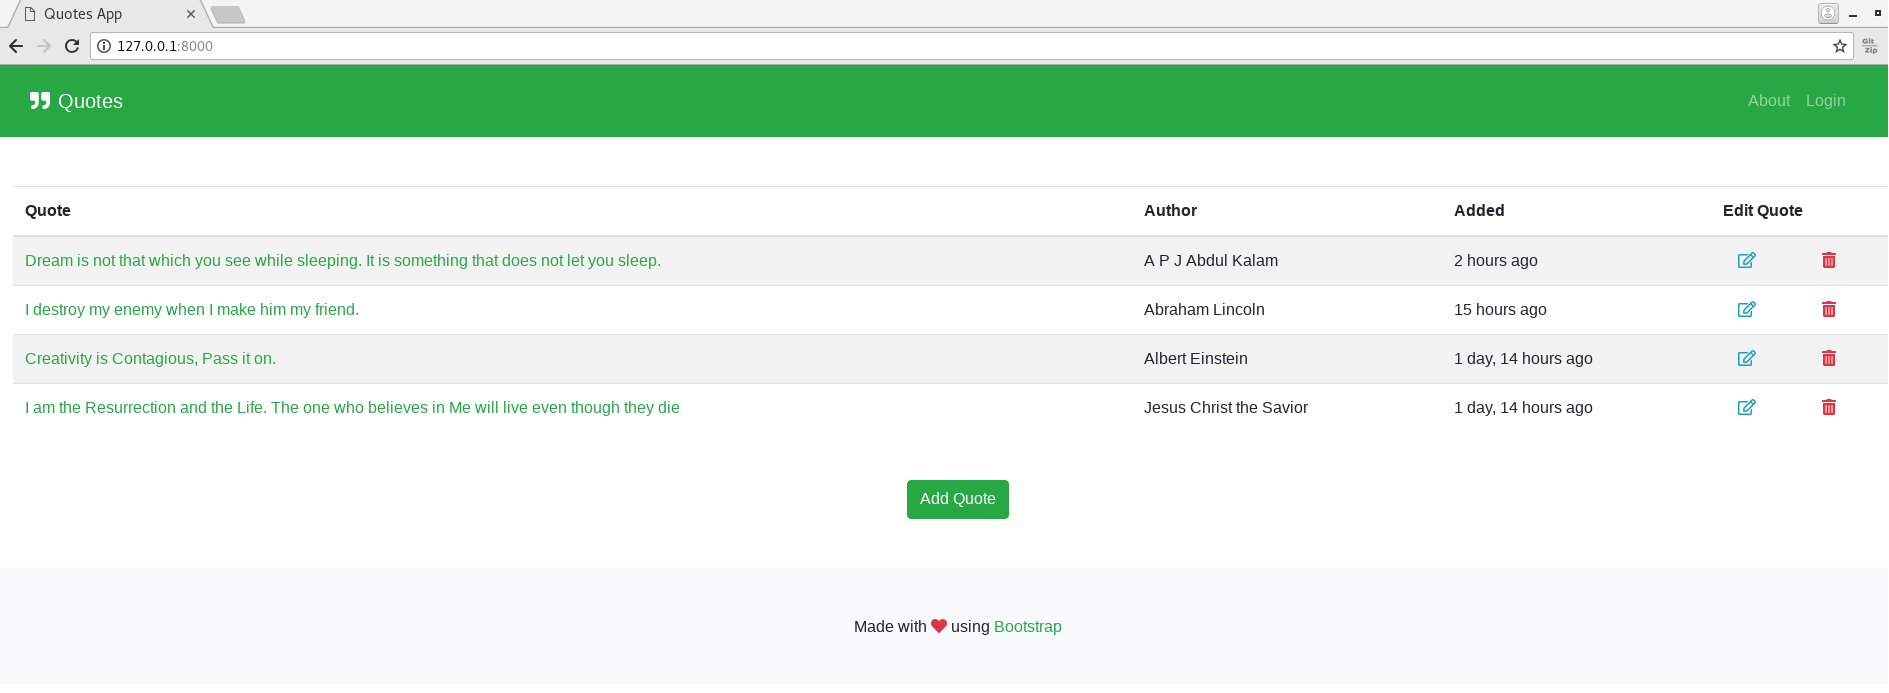 Quotes App
127.0.0.1:8000
Git
Zip
Quotes About Login
Quote Author Added Edit Quote
Dream is not that which you see while sleeping. It is something that does not let you sleep. A P J Abdul Kalam 2 hours ago
I destroy my enemy when I make him my friend. Abraham Lincoln 15 hours ago
Creativity is Contagious, Pass it on. Albert Einstein 1 day, 14 hours ago
I am the Resurrection and the Life. The one who believes in Me will live even though they die Jesus Christ the Savior 1 day, 14 hours ago
Add Quote
Made with ❤ using Bootstrap